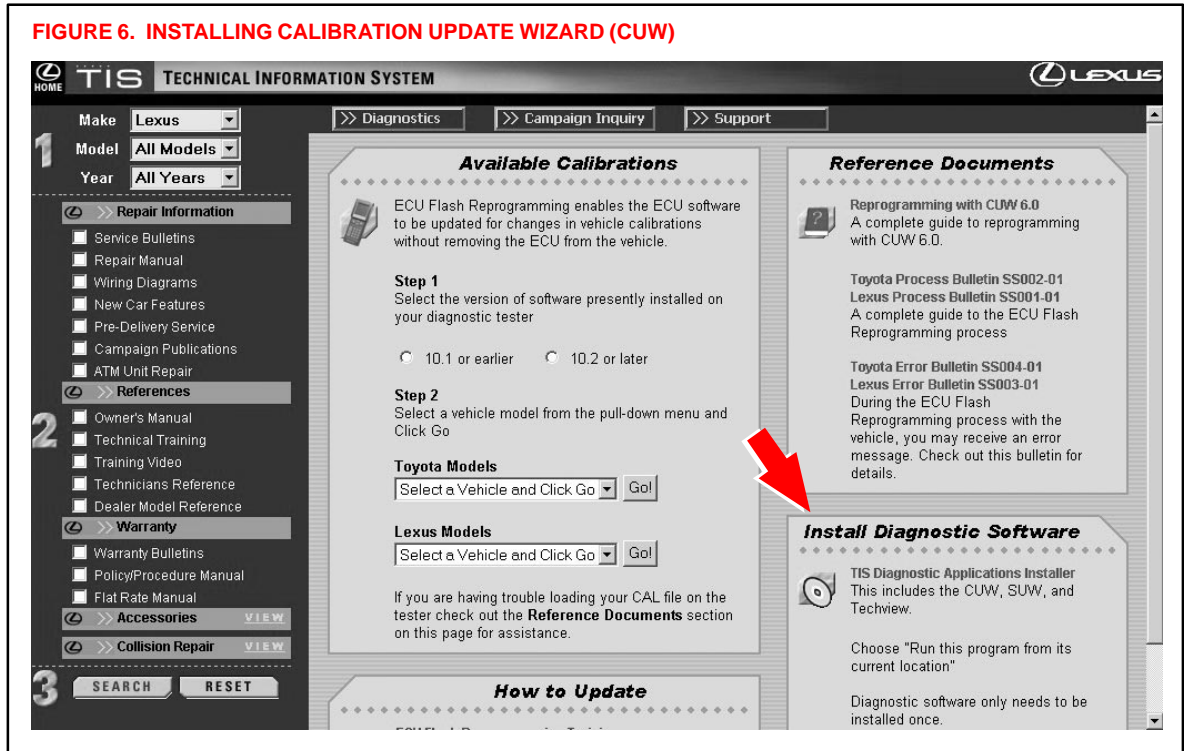 FIGURE 6. INSTALLING CALIBRATION UPDATE WIZARD (CUW)
HOME TIS TECHNICAL INFORMATION SYSTEM
LEXUS
1
Make Lexus
Model All Models
Year All Years
>> Diagnostics >> Campaign Inquiry >> Support
2
>> Repair Information
Service Bulletins
Repair Manual
Wiring Diagrams
New Car Features
Pre-Delivery Service
Campaign Publications
ATM Unit Repair
>> References
Owner's Manual
Technical Training
Training Video
Technicians Reference
Dealer Model Reference
>> Warranty
Warranty Bulletins
Policy/Procedure Manual
Flat Rate Manual
>> Accessories VIEW
>> Collision Repair VIEW
3
SEARCH RESET
Available Calibrations
ECU Flash Reprogramming enables the ECU software
to be updated for changes in vehicle calibrations
without removing the ECU from the vehicle.
Step 1
Select the version of software presently installed on
your diagnostic tester
10.1 or earlier 10.2 or later
Step 2
Select a vehicle model from the pull-down menu and
Click Go
Toyota Models
Select a Vehicle and Click Go Go!
Lexus Models
Select a Vehicle and Click Go Go!
If you are having trouble loading your CAL file on the
tester check out the Reference Documents section
on this page for assistance.
How to Update
Reference Documents
?
Reprogramming with CUW 6.0
A complete guide to reprogramming
with CUW 6.0.
Toyota Process Bulletin SS002-01
Lexus Process Bulletin SS001-01
A complete guide to the ECU Flash
Reprogramming process
Toyota Error Bulletin SS004-01
Lexus Error Bulletin SS003-01
During the ECU Flash
Reprogramming process with the
vehicle, you may receive an error
message. Check out this bulletin for
details.
Install Diagnostic Software
TIS Diagnostic Applications Installer
This includes the CUW, SUW, and
Techview.
Choose "Run this program from its
current location"
Diagnostic software only needs to be
installed once.